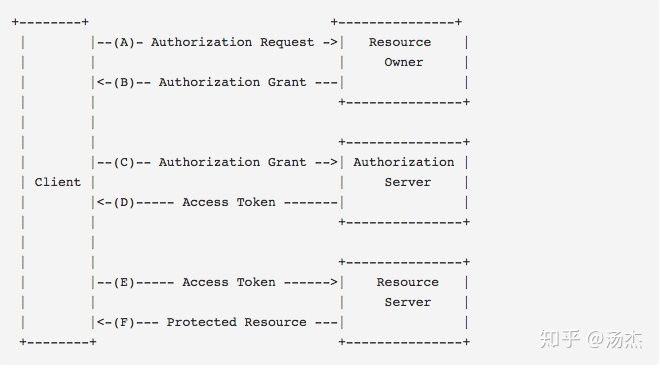 +--------+                               +---------------+
|        |--(A)- Authorization Request ->|   Resource    |
|        |                               |     Owner     |
|        |<-(B)-- Authorization Grant ---|               |
|        |                               +---------------+
|        |
|        |                               +---------------+
|        |--(C)-- Authorization Grant -->| Authorization |
| Client |                               |     Server    |
|        |<-(D)----- Access Token -------|               |
|        |                               +---------------+
|        |
|        |                               +---------------+
|        |--(E)----- Access Token ------>|    Resource   |
|        |                               |     Server    |
|        |<-(F)--- Protected Resource ---|               |
+--------+                               +---------------+
知乎 @汤杰